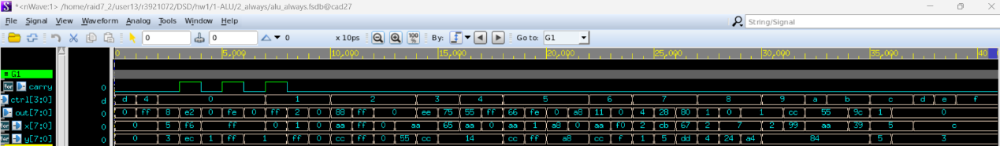 *<nWave:1> /home/raid7_2/user13/r3921072/DSD/hw1/1-ALU/2_always/alu_always.fsdb@cad27
File Signal View Waveform Analog Tools Window Help String/Signal
0 0 0 x 10ps 100 % By: Go to: G1
0 5,000 10,000 15,000 20,000 25,000 30,000 35,000 40
= G1
carry 0
ctrl[3:0] d d 4 0 1 2 3 4 5 6 7 8 9 a b c d e f
out[7:0] 0 0 ff 8 e2 0 fe 0 ff 2 0 88 ff 0 ee 75 55 ff 66 fe 0 a8 11 0 4 28 80 1 0 1 cc 55 9c 1 0
x[7:0] 0 0 5 f6 ff 0 1 0 aa ff 0 aa 65 aa 0 aa 1 a8 0 aa f0 2 cb 67 2 7 2 99 aa 39 5 c
y[7:0] 0 0 3 ec 1 ff 1 ff 0 cc ff 0 55 cc 14 cc ff a8 cc f 1 5 dd 4 24 a4 84 5 3